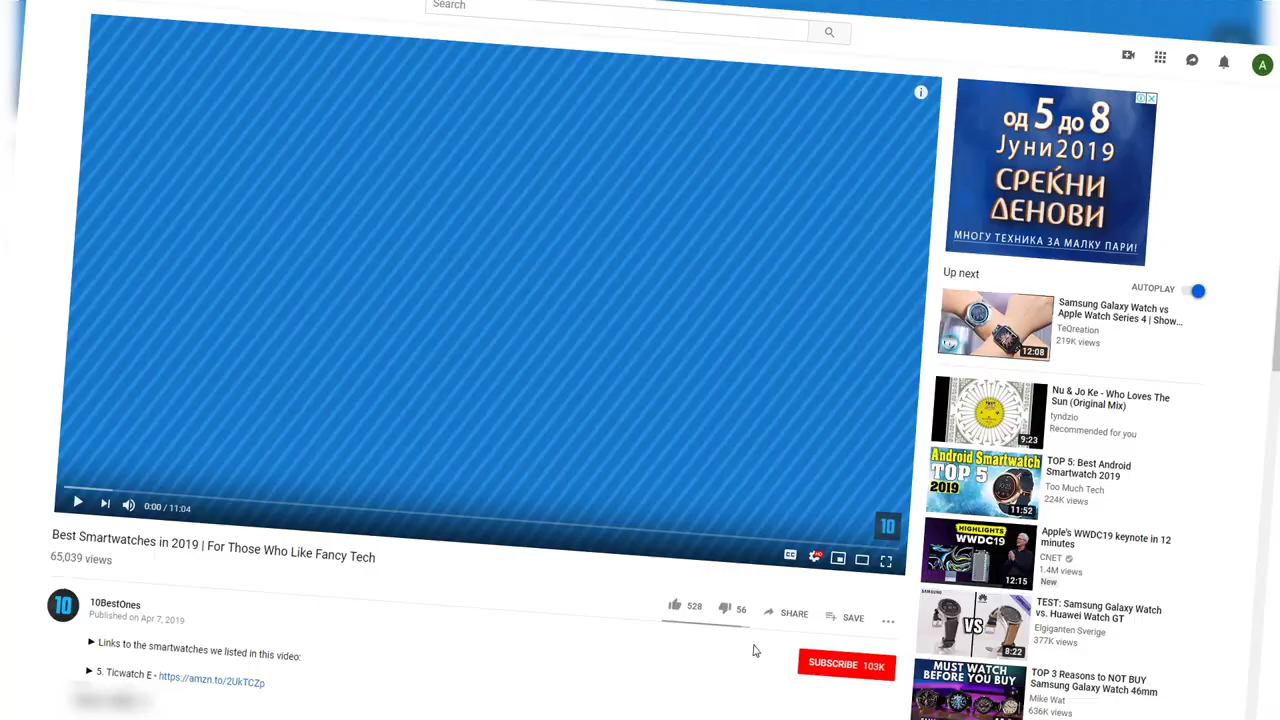 Search
A
од 5 до 8
Јуни2019
СРЕЌНИ
ДЕНОВИ
МНОГУ ТЕХНИКА ЗА МАЛКУ ПАРИ!
Up next
AUTOPLAY
Samsung Galaxy Watch vs
Apple Watch Series 4 | Show...
TeQreation
219K views
12:08
Nu & Jo Ke - Who Loves The
Sun (Original Mix)
tyndzio
Recommended for you
9:23
Android Smartwatch
TOP 5
2019
11:52
TOP 5: Best Android
Smartwatch 2019
Too Much Tech
224K views
HIGHLIGHTS
WWDC19
12:15
Apple's WWDC19 keynote in 12
minutes
CNET
1.4M views
New
SAMSUNG
HUAWEI
VS
8:22
TEST: Samsung Galaxy Watch
vs. Huawei Watch GT
Elgiganten Sverige
377K views
MUST WATCH
BEFORE YOU BUY
TOP 3 Reasons to NOT BUY
Samsung Galaxy Watch 46mm
Mike Wat
636K views
0:00 / 11:04
HD
10
Best Smartwatches in 2019 | For Those Who Like Fancy Tech
65,039 views
528
56
SHARE
SAVE
10
10BestOnes
Published on Apr 7, 2019
SUBSCRIBE 103K
► Links to the smartwatches we listed in this video:
► 5. Ticwatch E - https://amzn.to/2UkTCZp